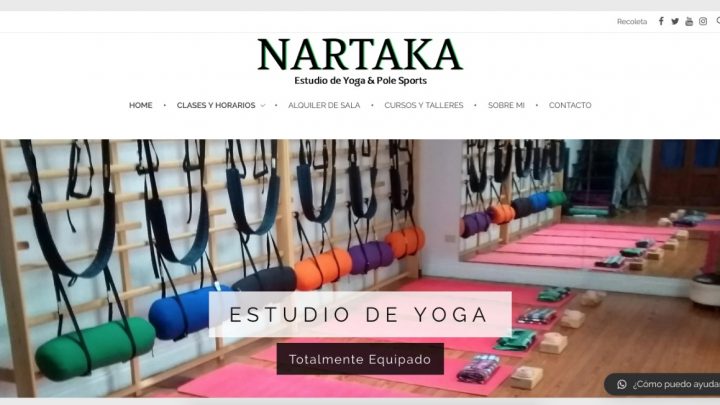 Recoleta
NARTAKA
Estudio de Yoga & Pole Sports
HOME • CLASES Y HORARIOS • ALQUILER DE SALA • CURSOS Y TALLERES • SOBRE MI • CONTACTO
ESTUDIO DE YOGA
Totalmente Equipado
¿Cómo puedo ayudar